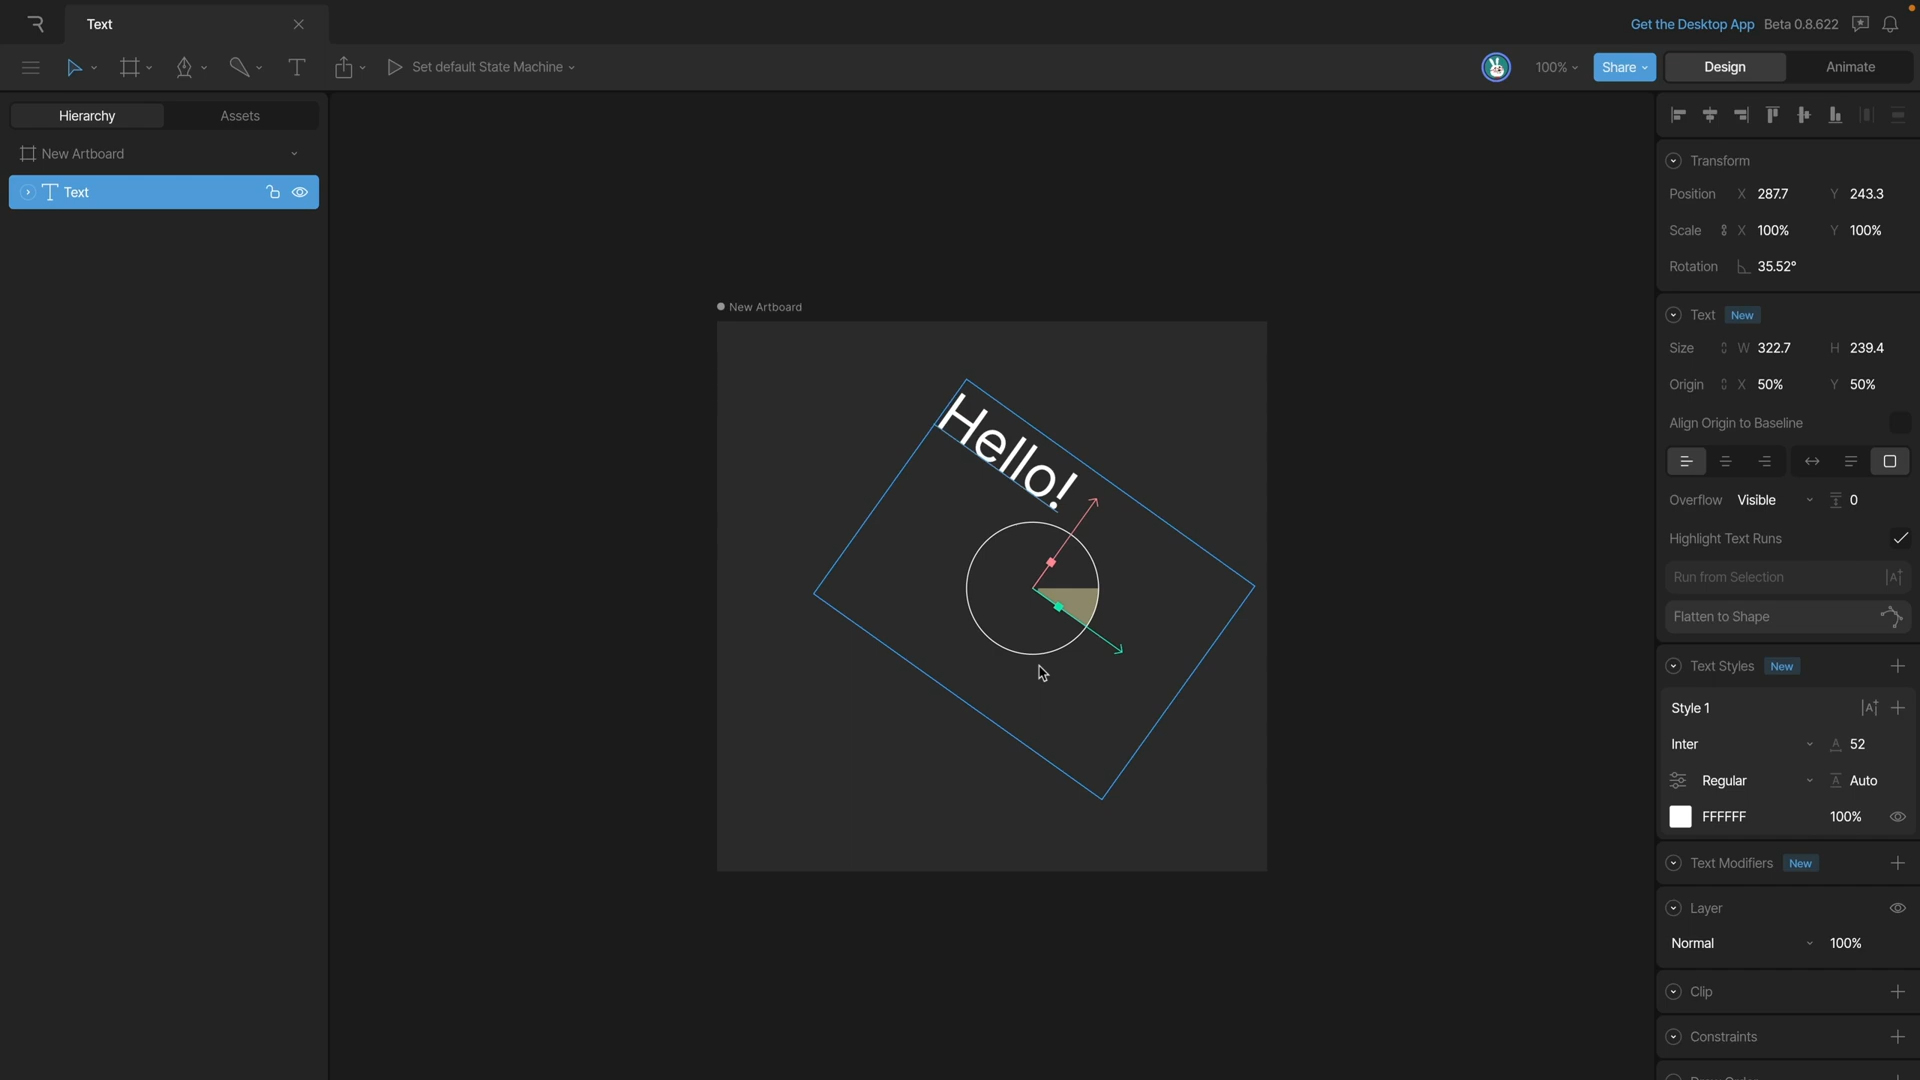 Text
Get the Desktop App Beta 0.8.622
Set default State Machine
100%
Share
Design
Animate
Hierarchy
Assets
New Artboard
Text
New Artboard
Hello!
Transform
Position X 287.7 Y 243.3
Scale X 100% Y 100%
Rotation 35.52°
Text New
Size W 322.7 H 239.4
Origin X 50% Y 50%
Align Origin to Baseline
Overflow Visible 0
Highlight Text Runs
Run from Selection
Flatten to Shape
Text Styles New
Style 1
Inter 52
Regular Auto
FFFFFF 100%
Text Modifiers New
Layer
Normal 100%
Clip
Constraints